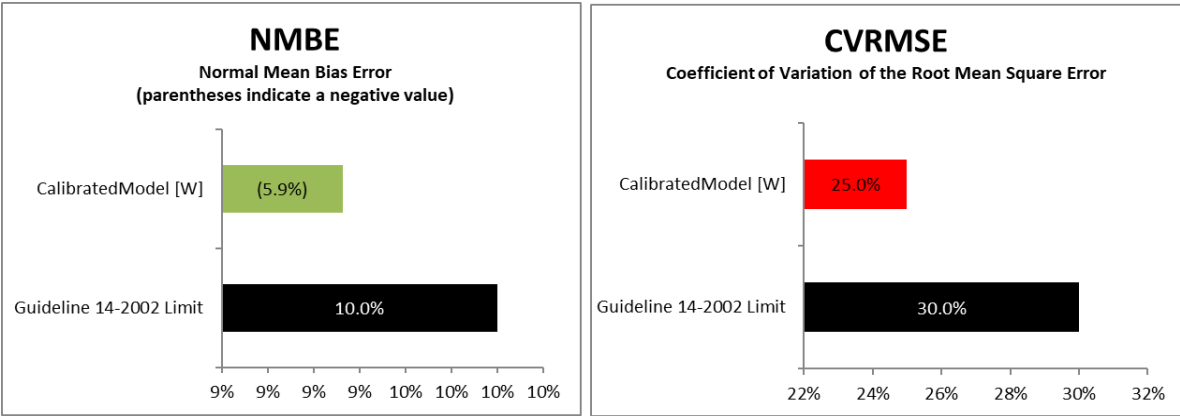 NMBE
Normal Mean Bias Error
(parentheses indicate a negative value)
CalibratedModel [W]
(5.9%)
Guideline 14-2002 Limit
10.0%
9% 9% 9% 9% 10% 10% 10% 10%
CVRMSE
Coefficient of Variation of the Root Mean Square Error
CalibratedModel [W]
25.0%
Guideline 14-2002 Limit
30.0%
22% 24% 26% 28% 30% 32%